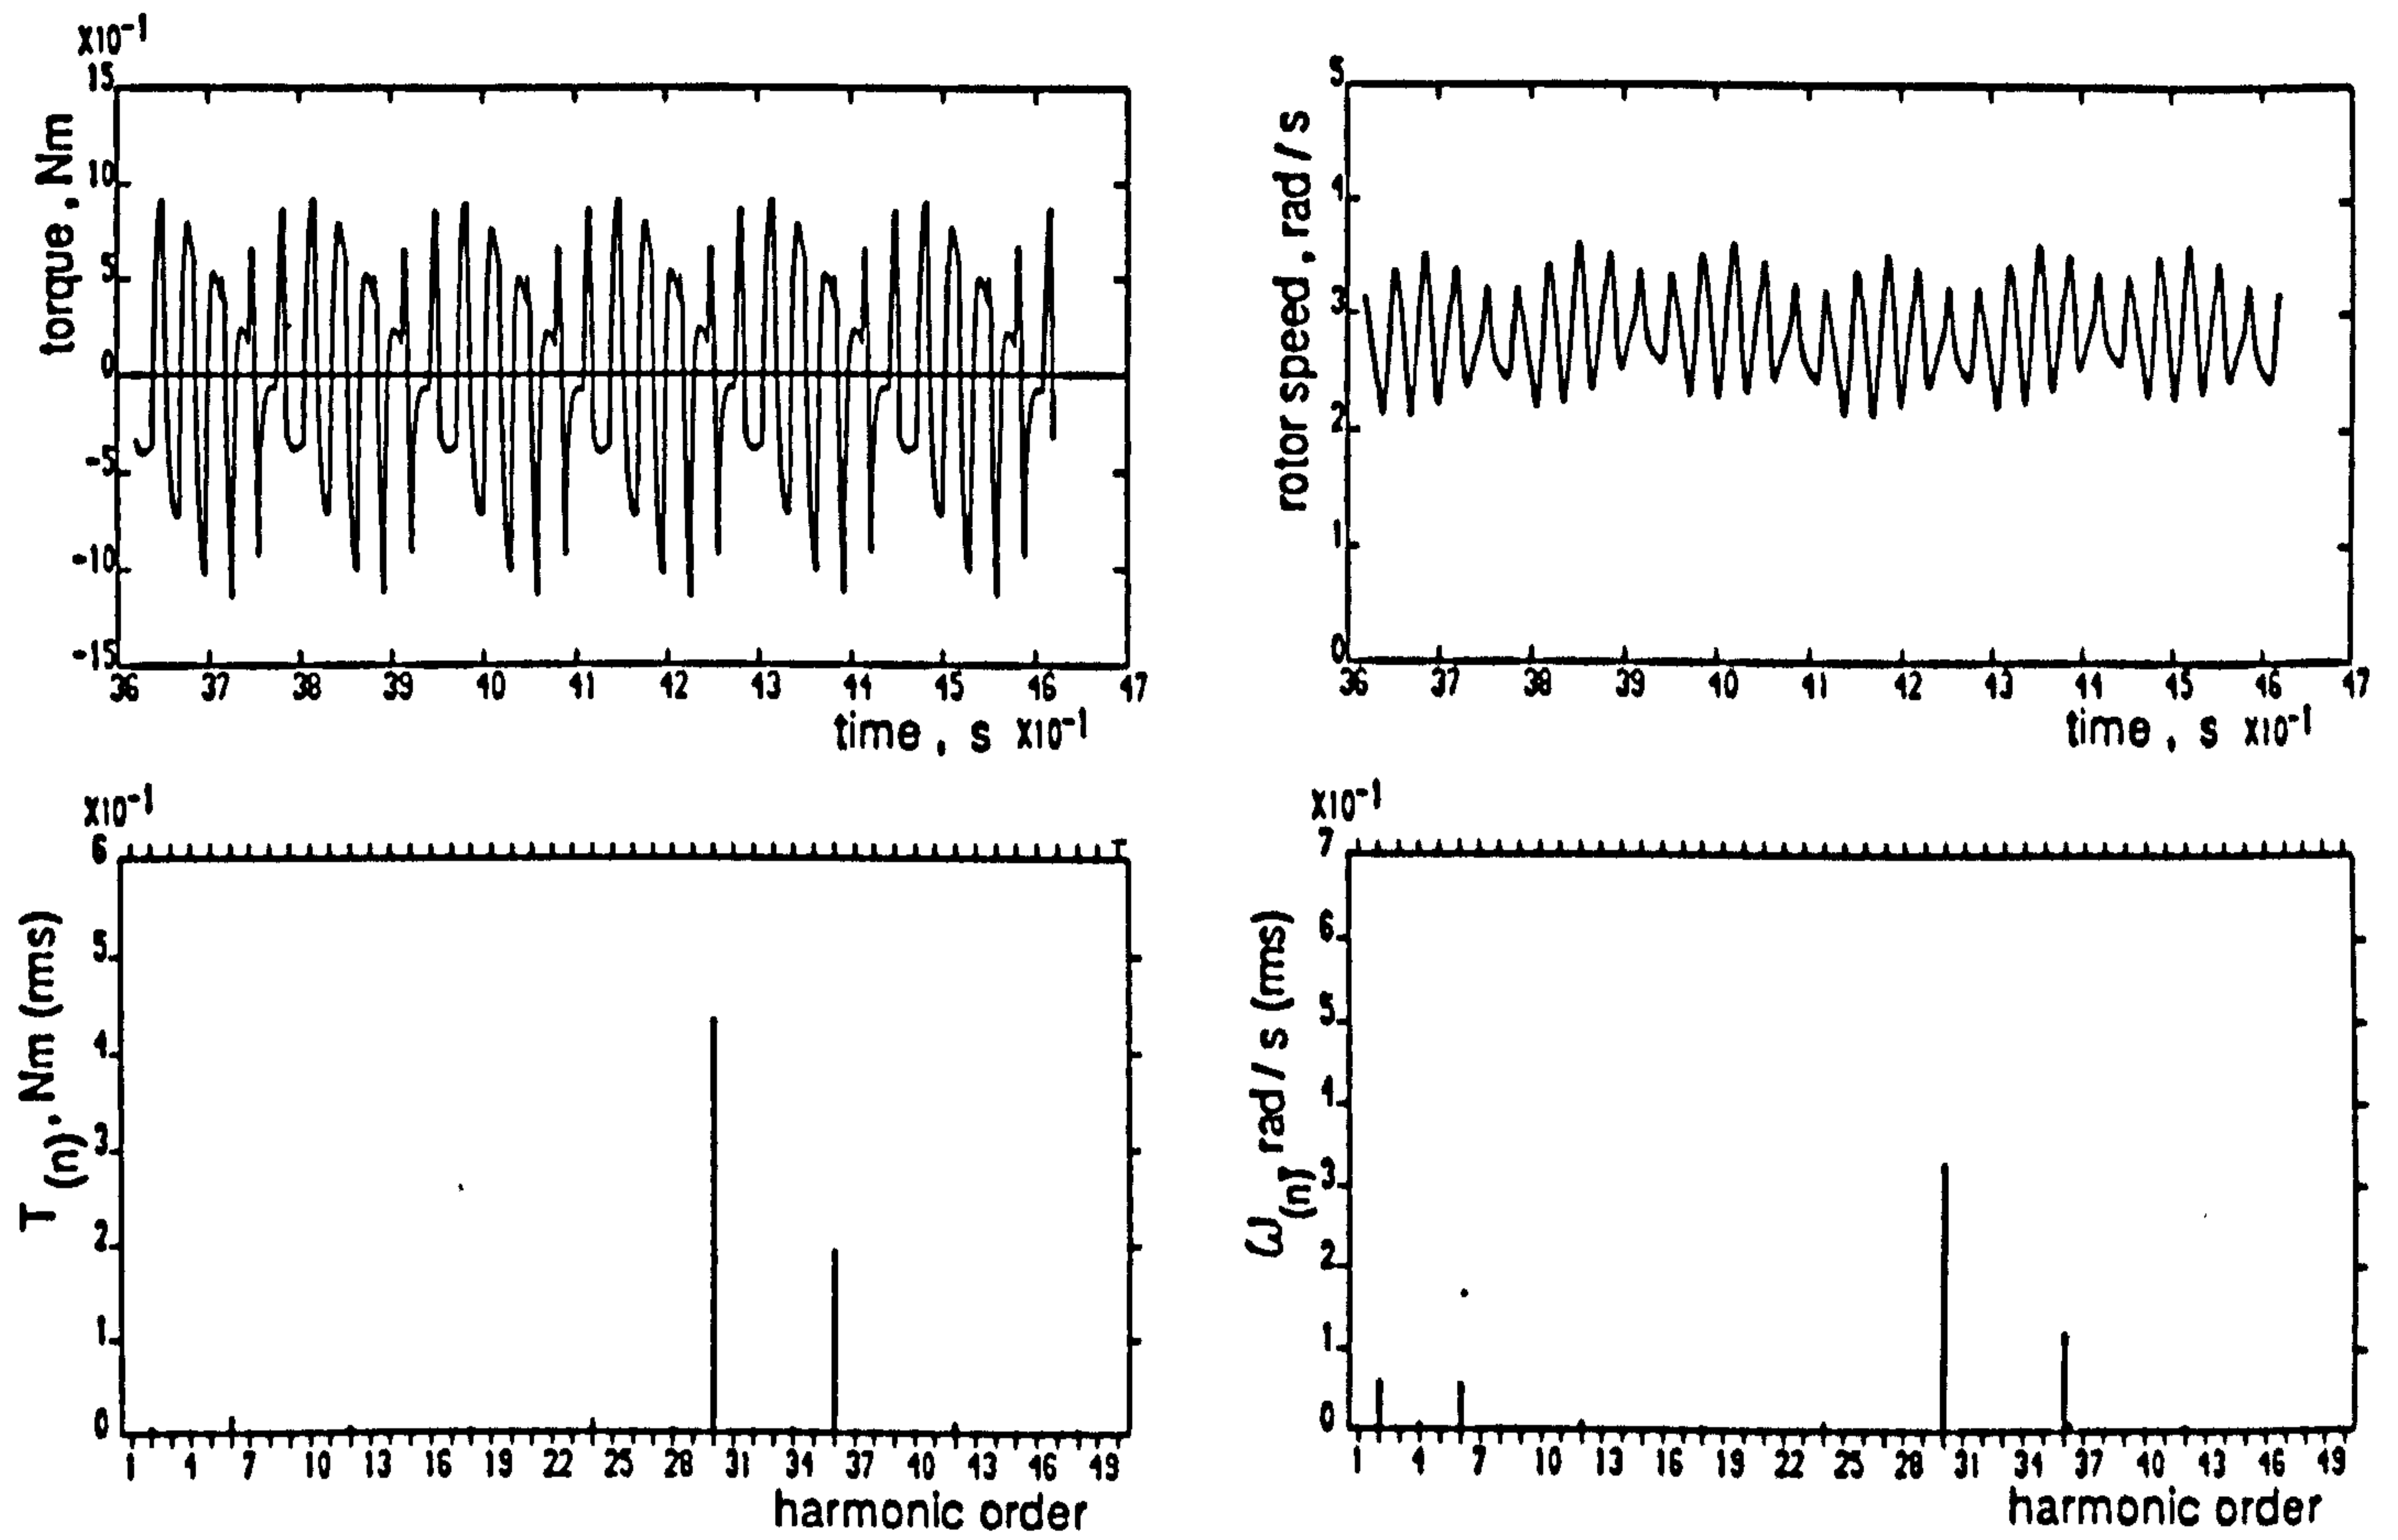 x10⁻¹
15
10
5
0
-5
-10
-15
torque, Nm
36 37 38 39 40 41 42 43 44 45 46 47
time, s x10⁻¹
5
4
3
2
1
0
rotor speed, rad/s
36 37 38 39 40 41 42 43 44 45 46 47
time, s x10⁻¹
x10⁻¹
6
5
4
3
2
1
0
T(n), Nm (rms)
1 4 7 10 13 16 19 22 25 28 31 34 37 40 43 46 49
harmonic order
x10⁻¹
7
6
5
4
3
2
1
0
ω(n) rad/s (rms)
1 4 7 10 13 16 19 22 25 28 31 34 37 40 43 46 49
harmonic order